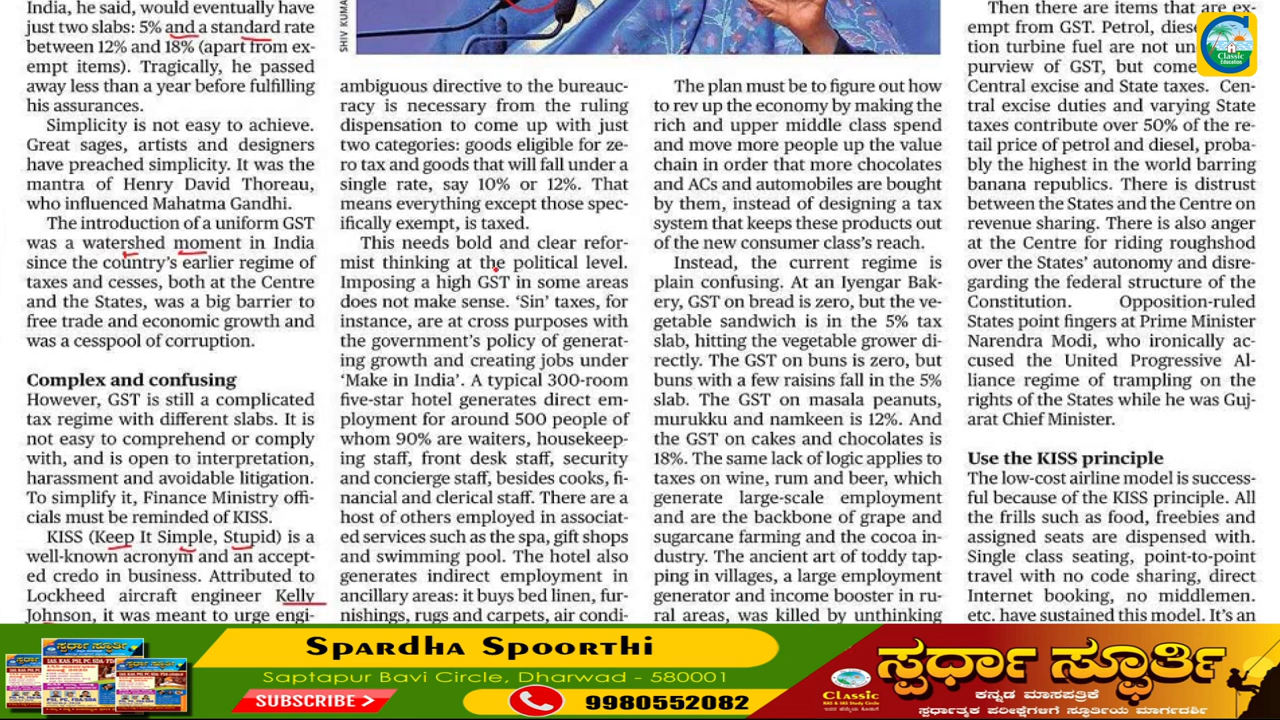 India, he said, would eventually have
just two slabs: 5% and a standard rate
between 12% and 18% (apart from ex-
empt items). Tragically, he passed
away less than a year before fulfilling
his assurances.
Simplicity is not easy to achieve.
Great sages, artists and designers
have preached simplicity. It was the
mantra of Henry David Thoreau,
who influenced Mahatma Gandhi.
The introduction of a uniform GST
was a watershed moment in India
since the country's earlier regime of
taxes and cesses, both at the Centre
and the States, was a big barrier to
free trade and economic growth and
was a cesspool of corruption.
Complex and confusing
However, GST is still a complicated
tax regime with different slabs. It is
not easy to comprehend or comply
with, and is open to interpretation,
harassment and avoidable litigation.
To simplify it, Finance Ministry offi-
cials must be reminded of KISS.
KISS (Keep It Simple, Stupid) is a
well-known acronym and an accept-
ed credo in business. Attributed to
Lockheed aircraft engineer Kelly
Johnson, it was meant to urge engi-
SHIV KUMA
ambiguous directive to the bureauc-
racy is necessary from the ruling
dispensation to come up with just
two categories: goods eligible for ze-
ro tax and goods that will fall under a
single rate, say 10% or 12%. That
means everything except those spec-
ifically exempt, is taxed.
This needs bold and clear refor-
mist thinking at the political level.
Imposing a high GST in some areas
does not make sense. 'Sin' taxes, for
instance, are at cross purposes with
the government's policy of generat-
ing growth and creating jobs under
'Make in India'. A typical 300-room
five-star hotel generates direct em-
ployment for around 500 people of
whom 90% are waiters, housekeep-
ing staff, front desk staff, security
and concierge staff, besides cooks, fi-
nancial and clerical staff. There are a
host of others employed in associat-
ed services such as the spa, gift shops
and swimming pool. The hotel also
generates indirect employment in
ancillary areas: it buys bed linen, fur-
nishings, rugs and carpets, air condi-
The plan must be to figure out how
to rev up the economy by making the
rich and upper middle class spend
and move more people up the value
chain in order that more chocolates
and ACs and automobiles are bought
by them, instead of designing a tax
system that keeps these products out
of the new consumer class's reach.
Instead, the current regime is
plain confusing. At an Iyengar Bak-
ery, GST on bread is zero, but the ve-
getable sandwich is in the 5% tax
slab, hitting the vegetable grower di-
rectly. The GST on buns is zero, but
buns with a few raisins fall in the 5%
slab. The GST on masala peanuts,
murukku and namkeen is 12%. And
the GST on cakes and chocolates is
18%. The same lack of logic applies to
taxes on wine, rum and beer, which
generate large-scale employment
and are the backbone of grape and
sugarcane farming and the cocoa in-
dustry. The ancient art of toddy tap-
ping in villages, a large employment
generator and income booster in ru-
ral areas, was killed by unthinking
Then there are items that are ex-
empt from GST. Petrol, diese
tion turbine fuel are not un
purview of GST, but come
Central excise and State taxes. Cen-
tral excise duties and varying State
taxes contribute over 50% of the re-
tail price of petrol and diesel, proba-
bly the highest in the world barring
banana republics. There is distrust
between the States and the Centre on
revenue sharing. There is also anger
at the Centre for riding roughshod
over the States' autonomy and disre-
garding the federal structure of the
Constitution. Opposition-ruled
States point fingers at Prime Minister
Narendra Modi, who ironically ac-
cused the United Progressive Al-
liance regime of trampling on the
rights of the States while he was Guj-
arat Chief Minister.
Use the KISS principle
The low-cost airline model is success-
ful because of the KISS principle. All
the frills such as food, freebies and
assigned seats are dispensed with.
Single class seating, point-to-point
travel with no code sharing, direct
Internet booking, no middlemen.
etc. have sustained this model. It's an
Classic
Education
SPARDHA SPOORTHI
Saptapur Bavi Circle, Dharwad - 580001
SUBSCRIBE
9980552082
Classic
ಸ್ಪರ್ಧಾ ಸ್ಫೂರ್ತಿ
ಕನ್ನಡ ಮಾಸಪತ್ರಿಕೆ
ಸ್ಪರ್ಧಾತ್ಮಕ ಪರೀಕ್ಷೆಗಳಿಗೆ ಸ್ಫೂರ್ತಿಯ ಮಾರ್ಗದರ್ಶಿ